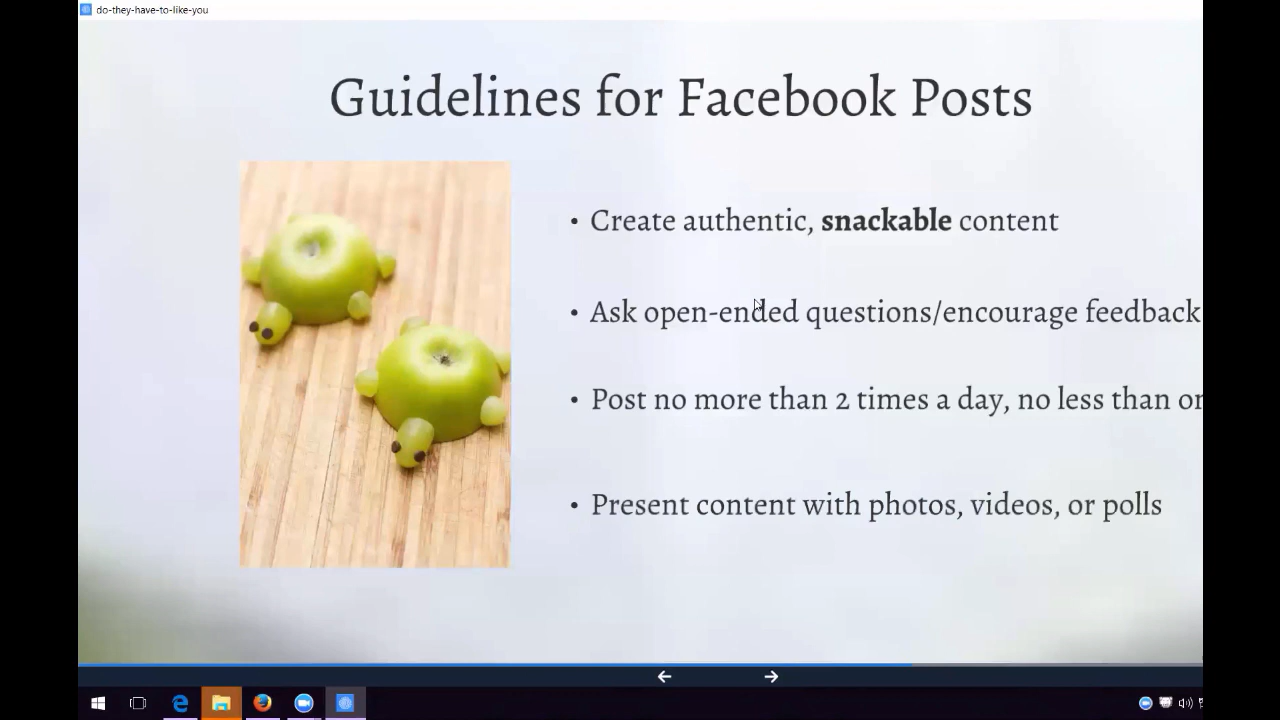 do-they-have-to-like-you
Guidelines for Facebook Posts
• Create authentic, snackable content
• Ask open-ended questions/encourage feedback
• Post no more than 2 times a day, no less than
• Present content with photos, videos, or polls